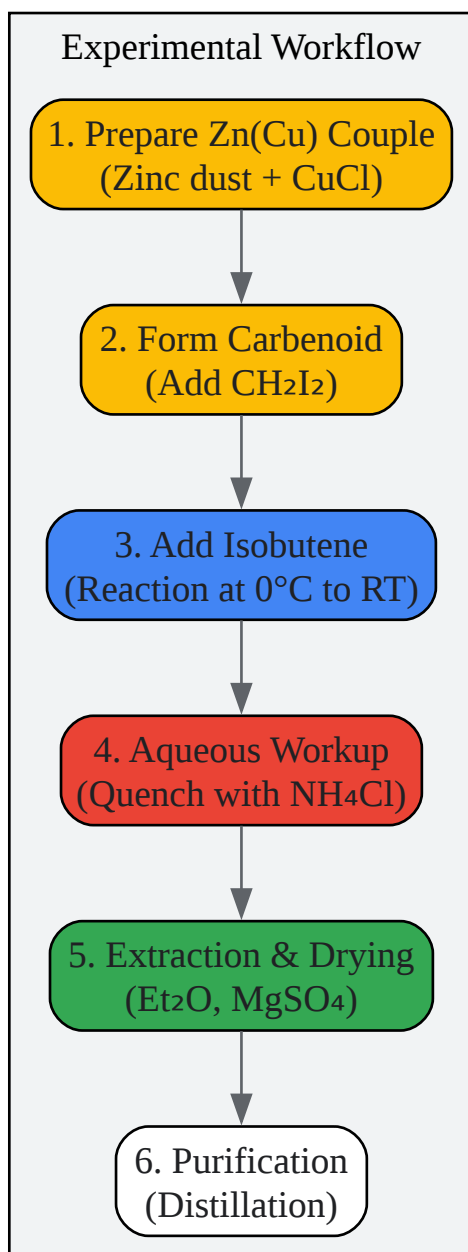 Experimental Workflow
1. Prepare Zn(Cu) Couple
(Zinc dust + CuCl)
2. Form Carbenoid
(Add CH₂I₂)
3. Add Isobutene
(Reaction at 0°C to RT)
4. Aqueous Workup
(Quench with NH₄Cl)
5. Extraction & Drying
(Et₂O, MgSO₄)
6. Purification
(Distillation)